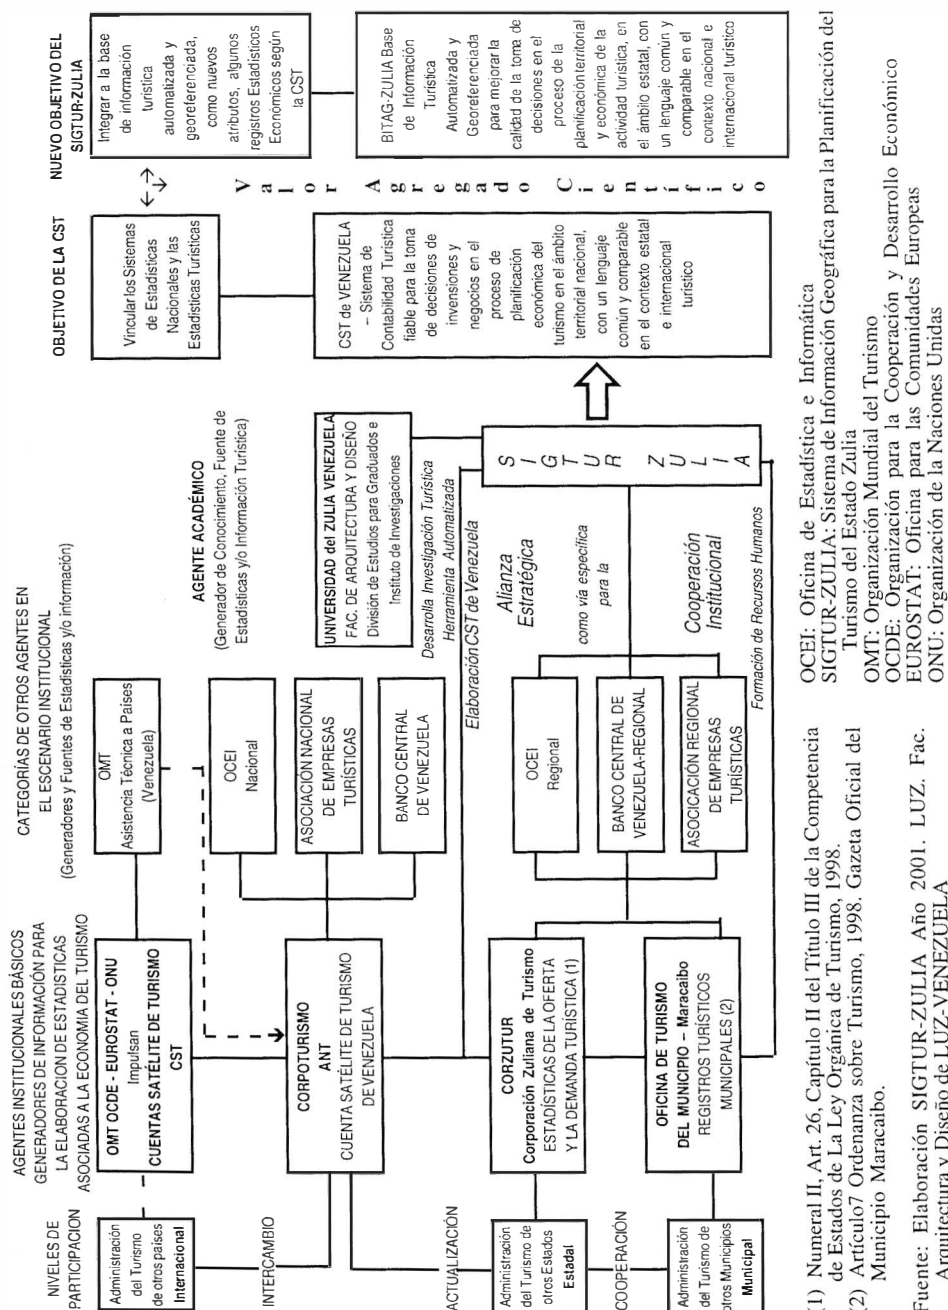 NIVELES DE
PARTICIPACION
AGENTES INSTITUCIONALES BÁSICOS
GENERADORES DE INFORMACIÓN PARA
LA ELABORACION DE ESTADISTICAS
ASOCIADAS A LA ECONOMIA DEL TURISMO
CATEGORÍAS DE OTROS AGENTES EN
EL ESCENARIO INSTITUCIONAL
(Generadores y Fuentes de Estadísticas y/o información)
OBJETIVO DE LA CST
NUEVO OBJETIVO DEL
SIGTUR-ZULIA
Administración
del Turismo
de otros países
Internacional
OMT OCDE - EUROSTAT - ONU
Impulsan
CUENTAS SATÉLITE DE TURISMO
CST
OMT
Asistencia Técnica a Países
(Venezuela)
AGENTE ACADÉMICO
(Generador de Conocimiento, Fuente de
Estadísticas y/o Información Turística)
Vincular los Sistemas
de Estadísticas
Nacionales y las
Estadísticas Turísticas
Integrar a la base
de información
turística
automatizada y
georeferenciada,
como nuevos
atributos, algunos
registros Estadísticos
Económicos según
la CST
INTERCAMBIO
CORPOTURISMO
ANT
CUENTA SATÉLITE DE TURISMO
DE VENEZUELA
OCEI
Nacional
ASOCIACIÓN NACIONAL
DE EMPRESAS
TURÍSTICAS
BANCO CENTRAL
DE VENEZUELA
UNIVERSIDAD del ZULIA VENEZUELA
FAC. DE ARQUITECTURA Y DISEÑO
División de Estudios para Graduados e
Instituto de Investigaciones
Desarrolla Investigación Turística
Herramienta Automatizada
Elaboración CST de Venezuela
Valor Agregado Científico
CST de VENEZUELA
– Sistema de
Contabilidad Turística
fiable para la toma
de decisiones de
invensiones y
negocios en el
proceso de
planificación
económica del
turismo en el ámbito
territorial nacional,
con un lenguaje
común y comparable
en el contexto estatal
e internacional
turístico
BITAG-ZULIA Base
de Información
Turística
Automatizada y
Georeferenciada
para mejorar la
calidad de la toma de
decisiones en el
proceso de la
planificación territorial
y económica de la
actividad turística, en
el ámbito estatal, con
un lenguaje común y
comparable en el
contexto nacional e
internacional turístico
ACTUALIZACIÓN
Administración
del Turismo de
otros Estados
Estadal
CORZUTUR
Corporación Zuliana de Turismo
ESTADÍSTICAS DE LA OFERTA
Y LA DEMANDA TURÍSTICA (1)
OCEI
Regional
BANCO CENTRAL DE
VENEZUELA-REGIONAL
ASOCICACIÓN REGIONAL
DE EMPRESAS
TURÍSTICAS
Alianza
Estratégica
como vía específica
para la
Cooperación
Institucional
SIGTUR ZULIA
COOPERACIÓN
Administración
del Turismo de
otros Municipios
Municipal
OFICINA DE TURISMO
DEL MUNICIPIO – Maracaibo
REGISTROS TURÍSTICOS
MUNICIPALES (2)
Formación de Recursos Humanos
(1) Numeral II, Art. 26, Capítulo II del Título III de la Competencia
de Estados de La Ley Orgánica de Turismo, 1998.
(2) Artículo7 Ordenanza sobre Turismo, 1998. Gazeta Oficial del
Municipio Maracaibo.
Fuente: Elaboración SIGTUR-ZULIA Año 2001. LUZ. Fac.
Arquitectura y Diseño de LUZ-VENEZUELA
OCEI: Oficina de Estadística e Informática
SIGTUR-ZULIA: Sistema de Información Geográfica para la Planificación del
Turismo del Estado Zulia
OMT: Organización Mundial del Turismo
OCDE: Organización para la Cooperación y Desarrollo Económico
EUROSTAT: Oficina para las Comunidades Europeas
ONU: Organización de la Naciones Unidas